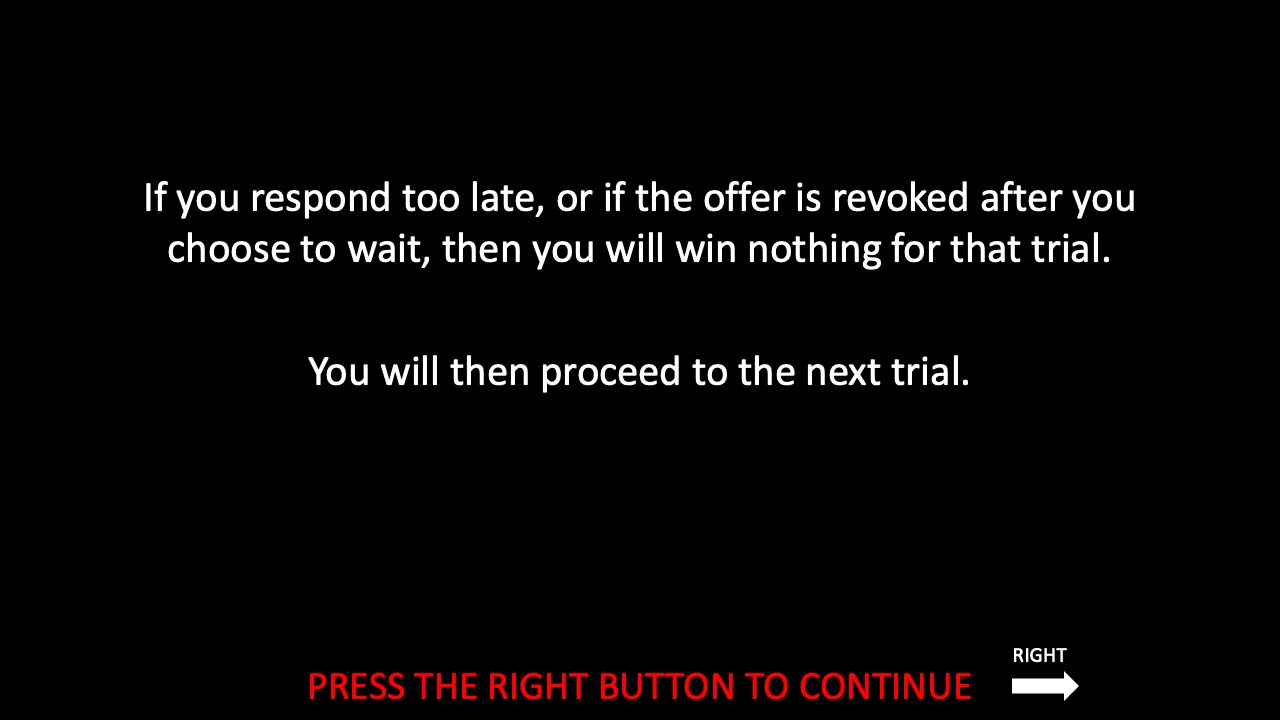 If you respond too late, or if the offer is revoked after you
choose to wait, then you will win nothing for that trial.
You will then proceed to the next trial.
RIGHT
PRESS THE RIGHT BUTTON TO CONTINUE